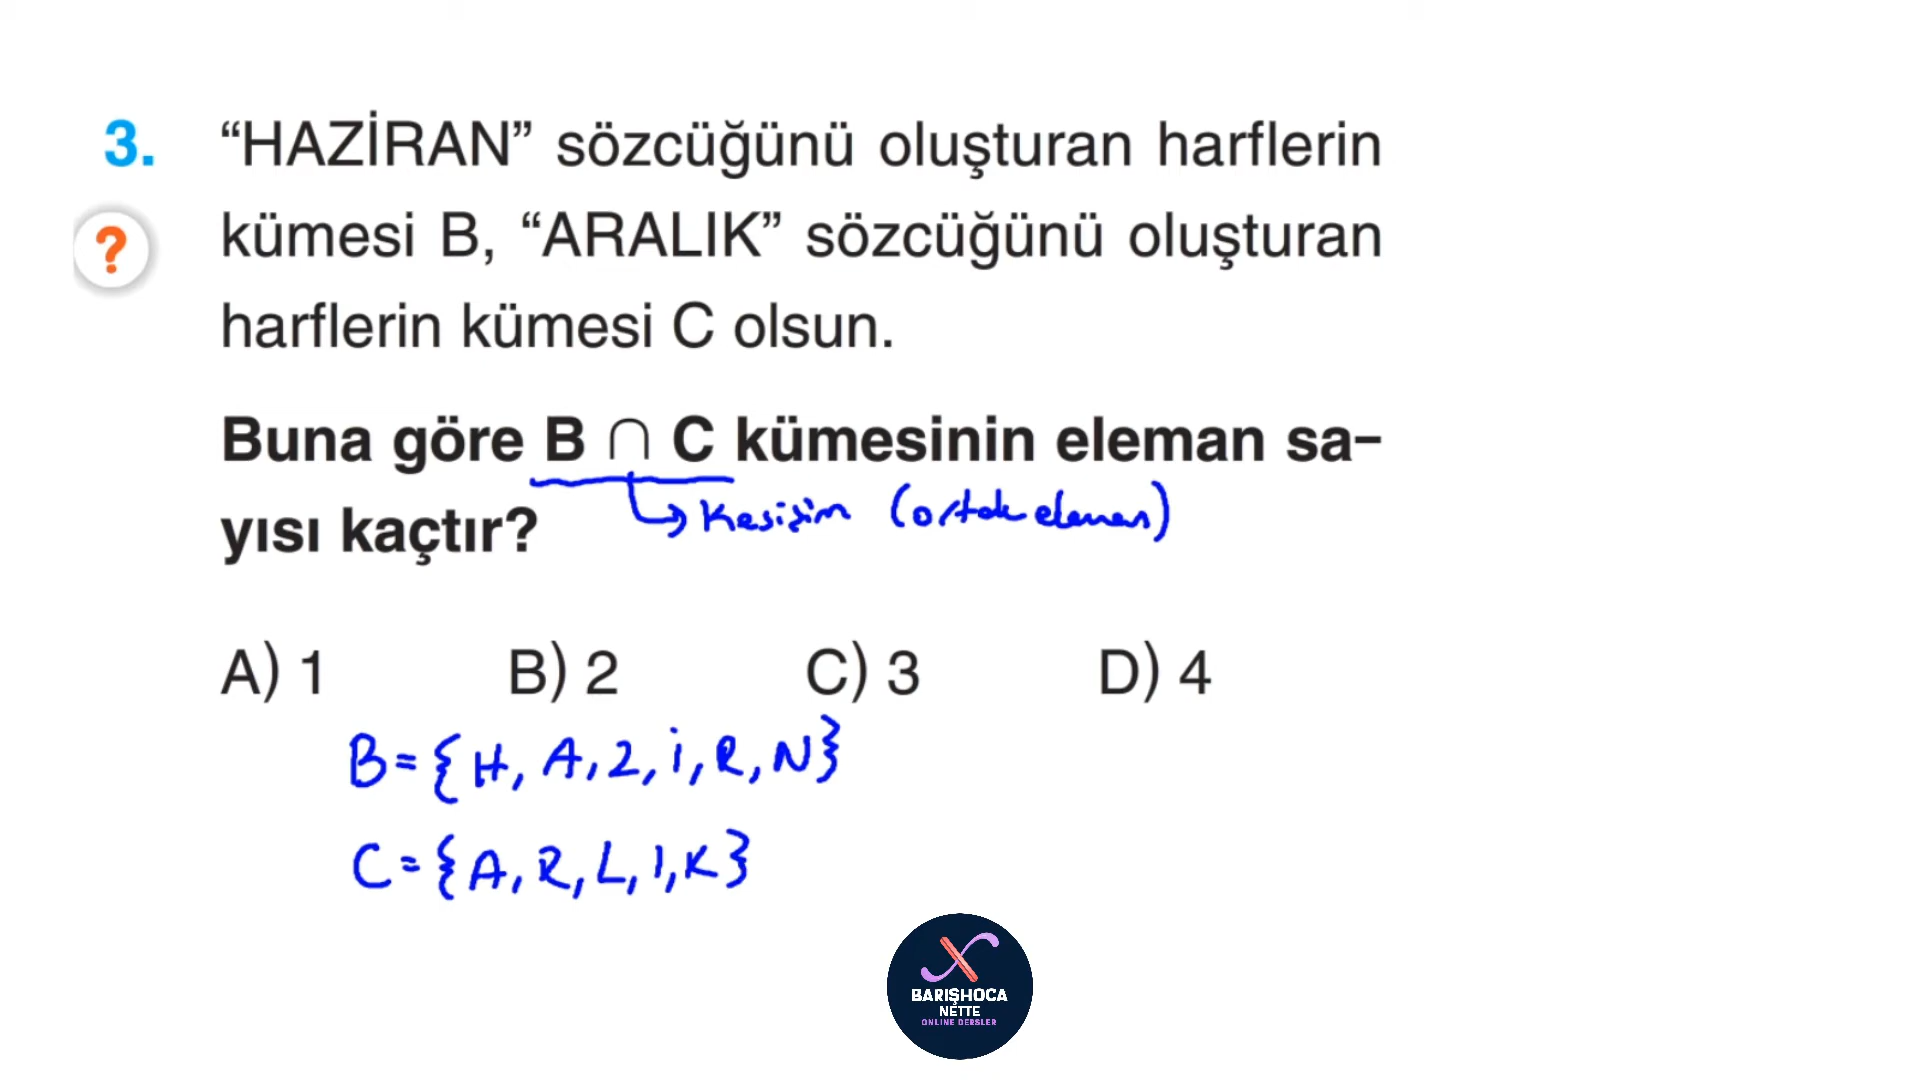 3. “HAZİRAN” sözcüğünü oluşturan harflerin
? kümesi B, “ARALIK” sözcüğünü oluşturan
harflerin kümesi C olsun.
Buna göre B ∩ C kümesinin eleman sa-
Kesişim (ortak eleman)
yısı kaçtır?
A) 1 B) 2 C) 3 D) 4
B={H, A, Z, İ, R, N}
C={A, R, L, I, K}
BARIŞHOCA
NETTE
ONLINE DERSLER